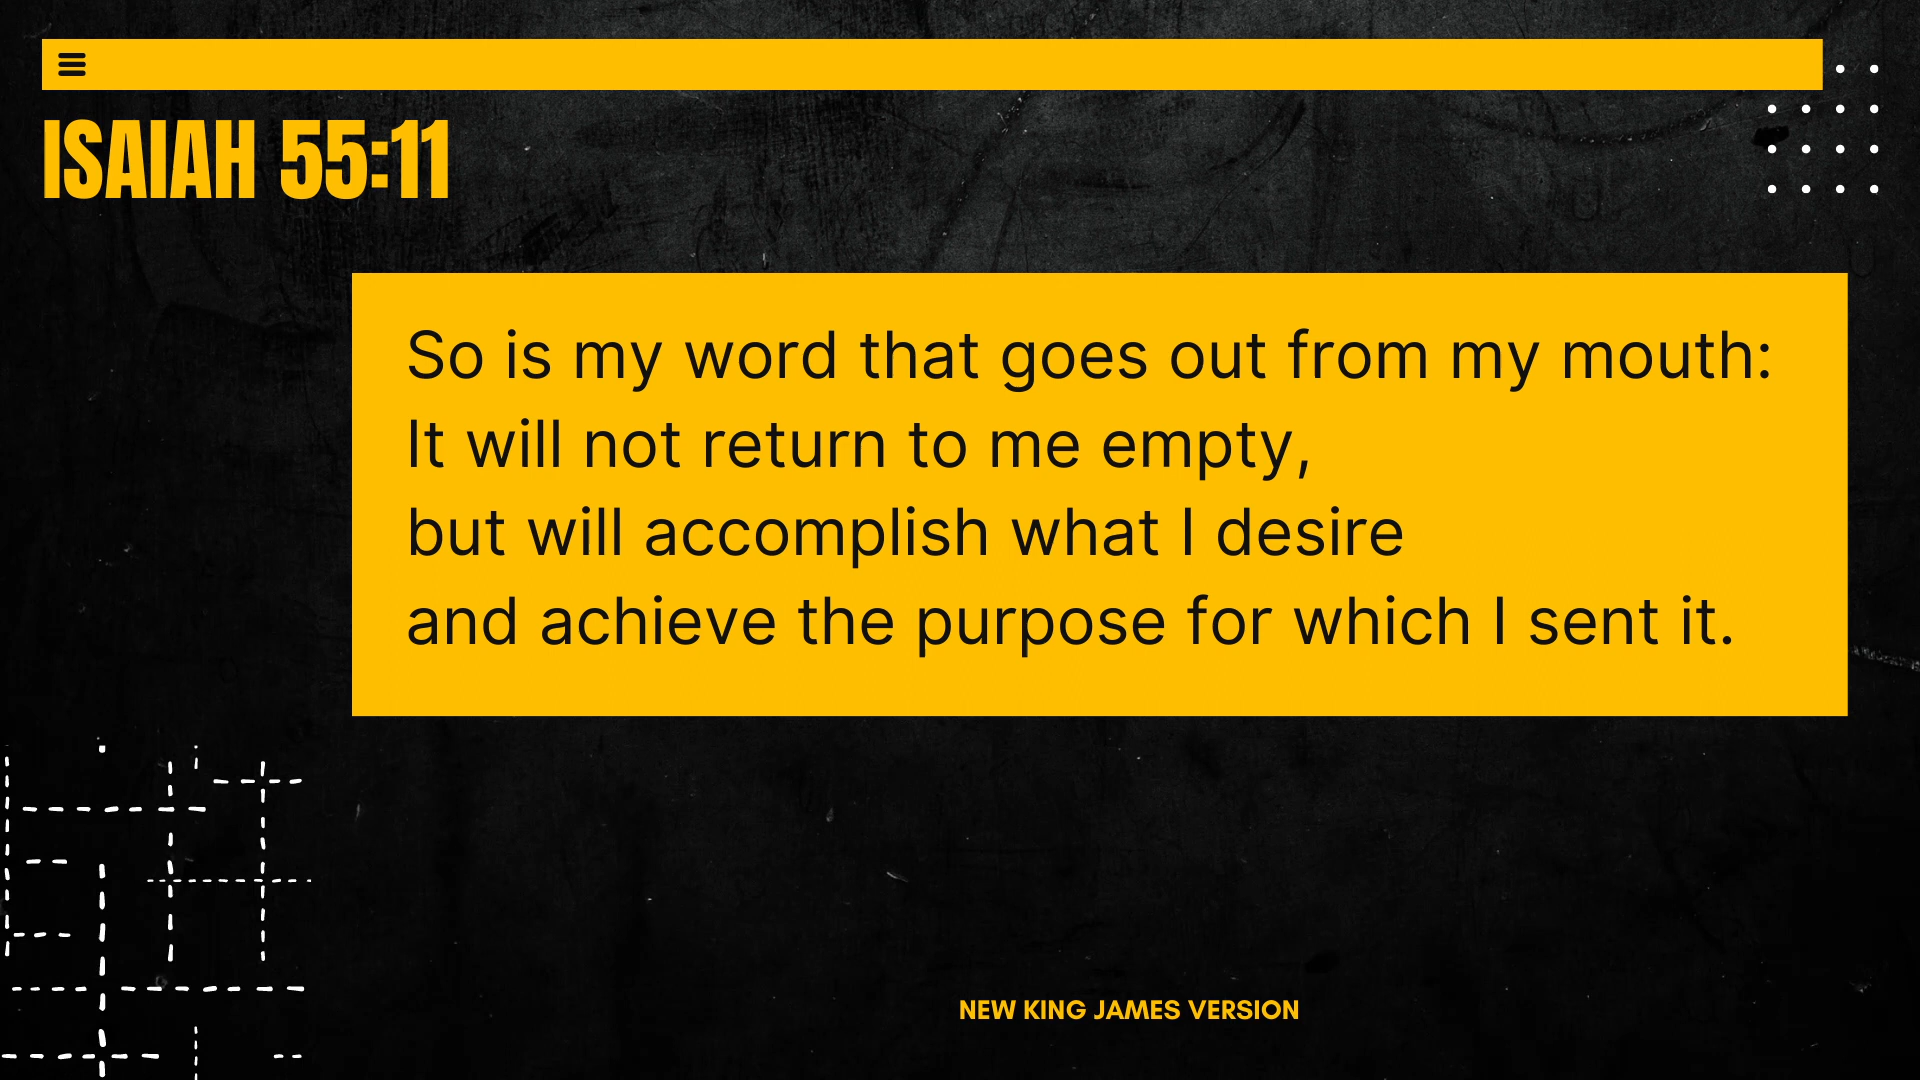 ISAIAH 55:11
So is my word that goes out from my mouth:
It will not return to me empty,
but will accomplish what I desire
and achieve the purpose for which I sent it.
NEW KING JAMES VERSION